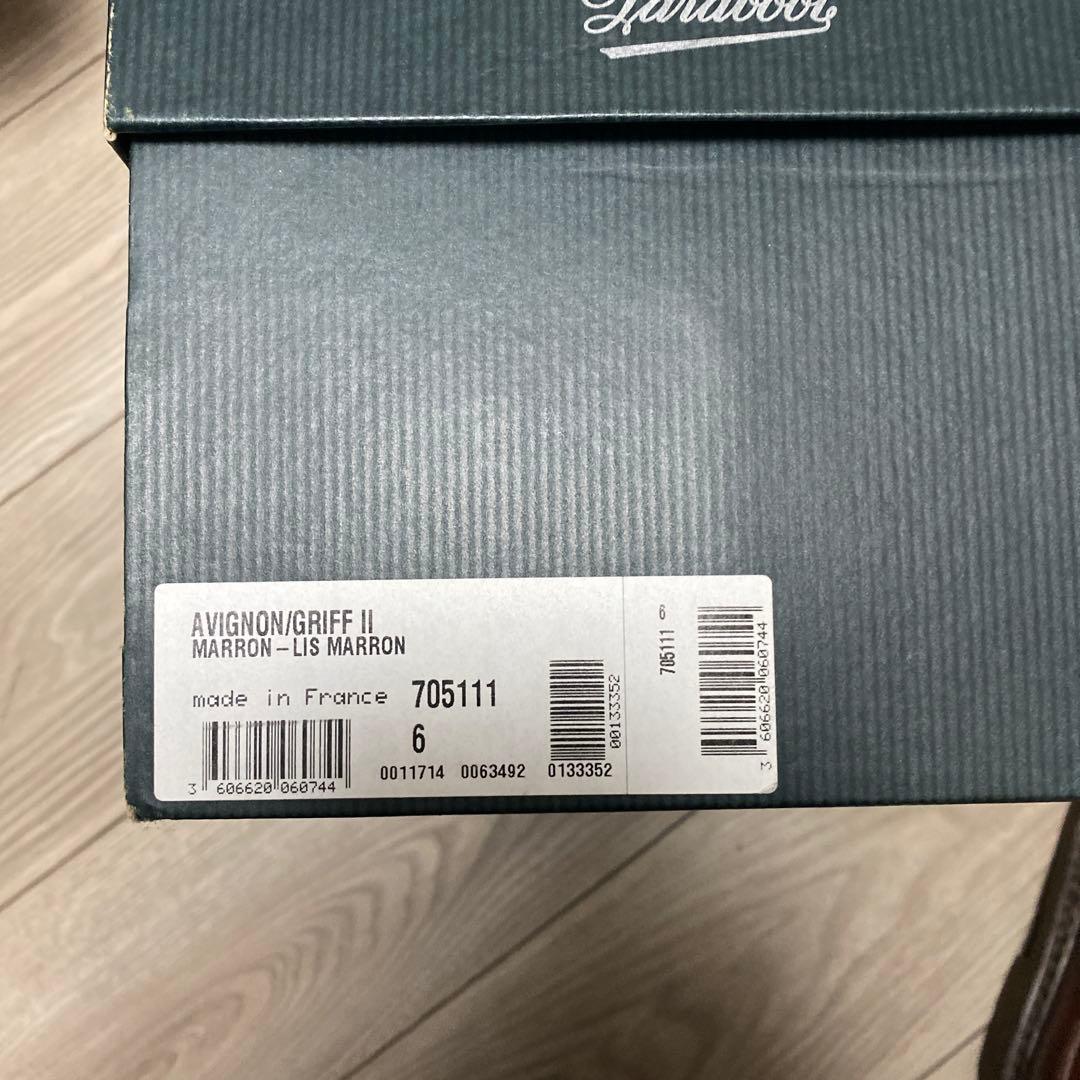 Paraboot
AVIGNON/GRIFF II
MARRON – LIS MARRON
made in France 705111
6
0011714 0063492 0133352
3 606620 060744
00133352
705111 6
3 606620 060744